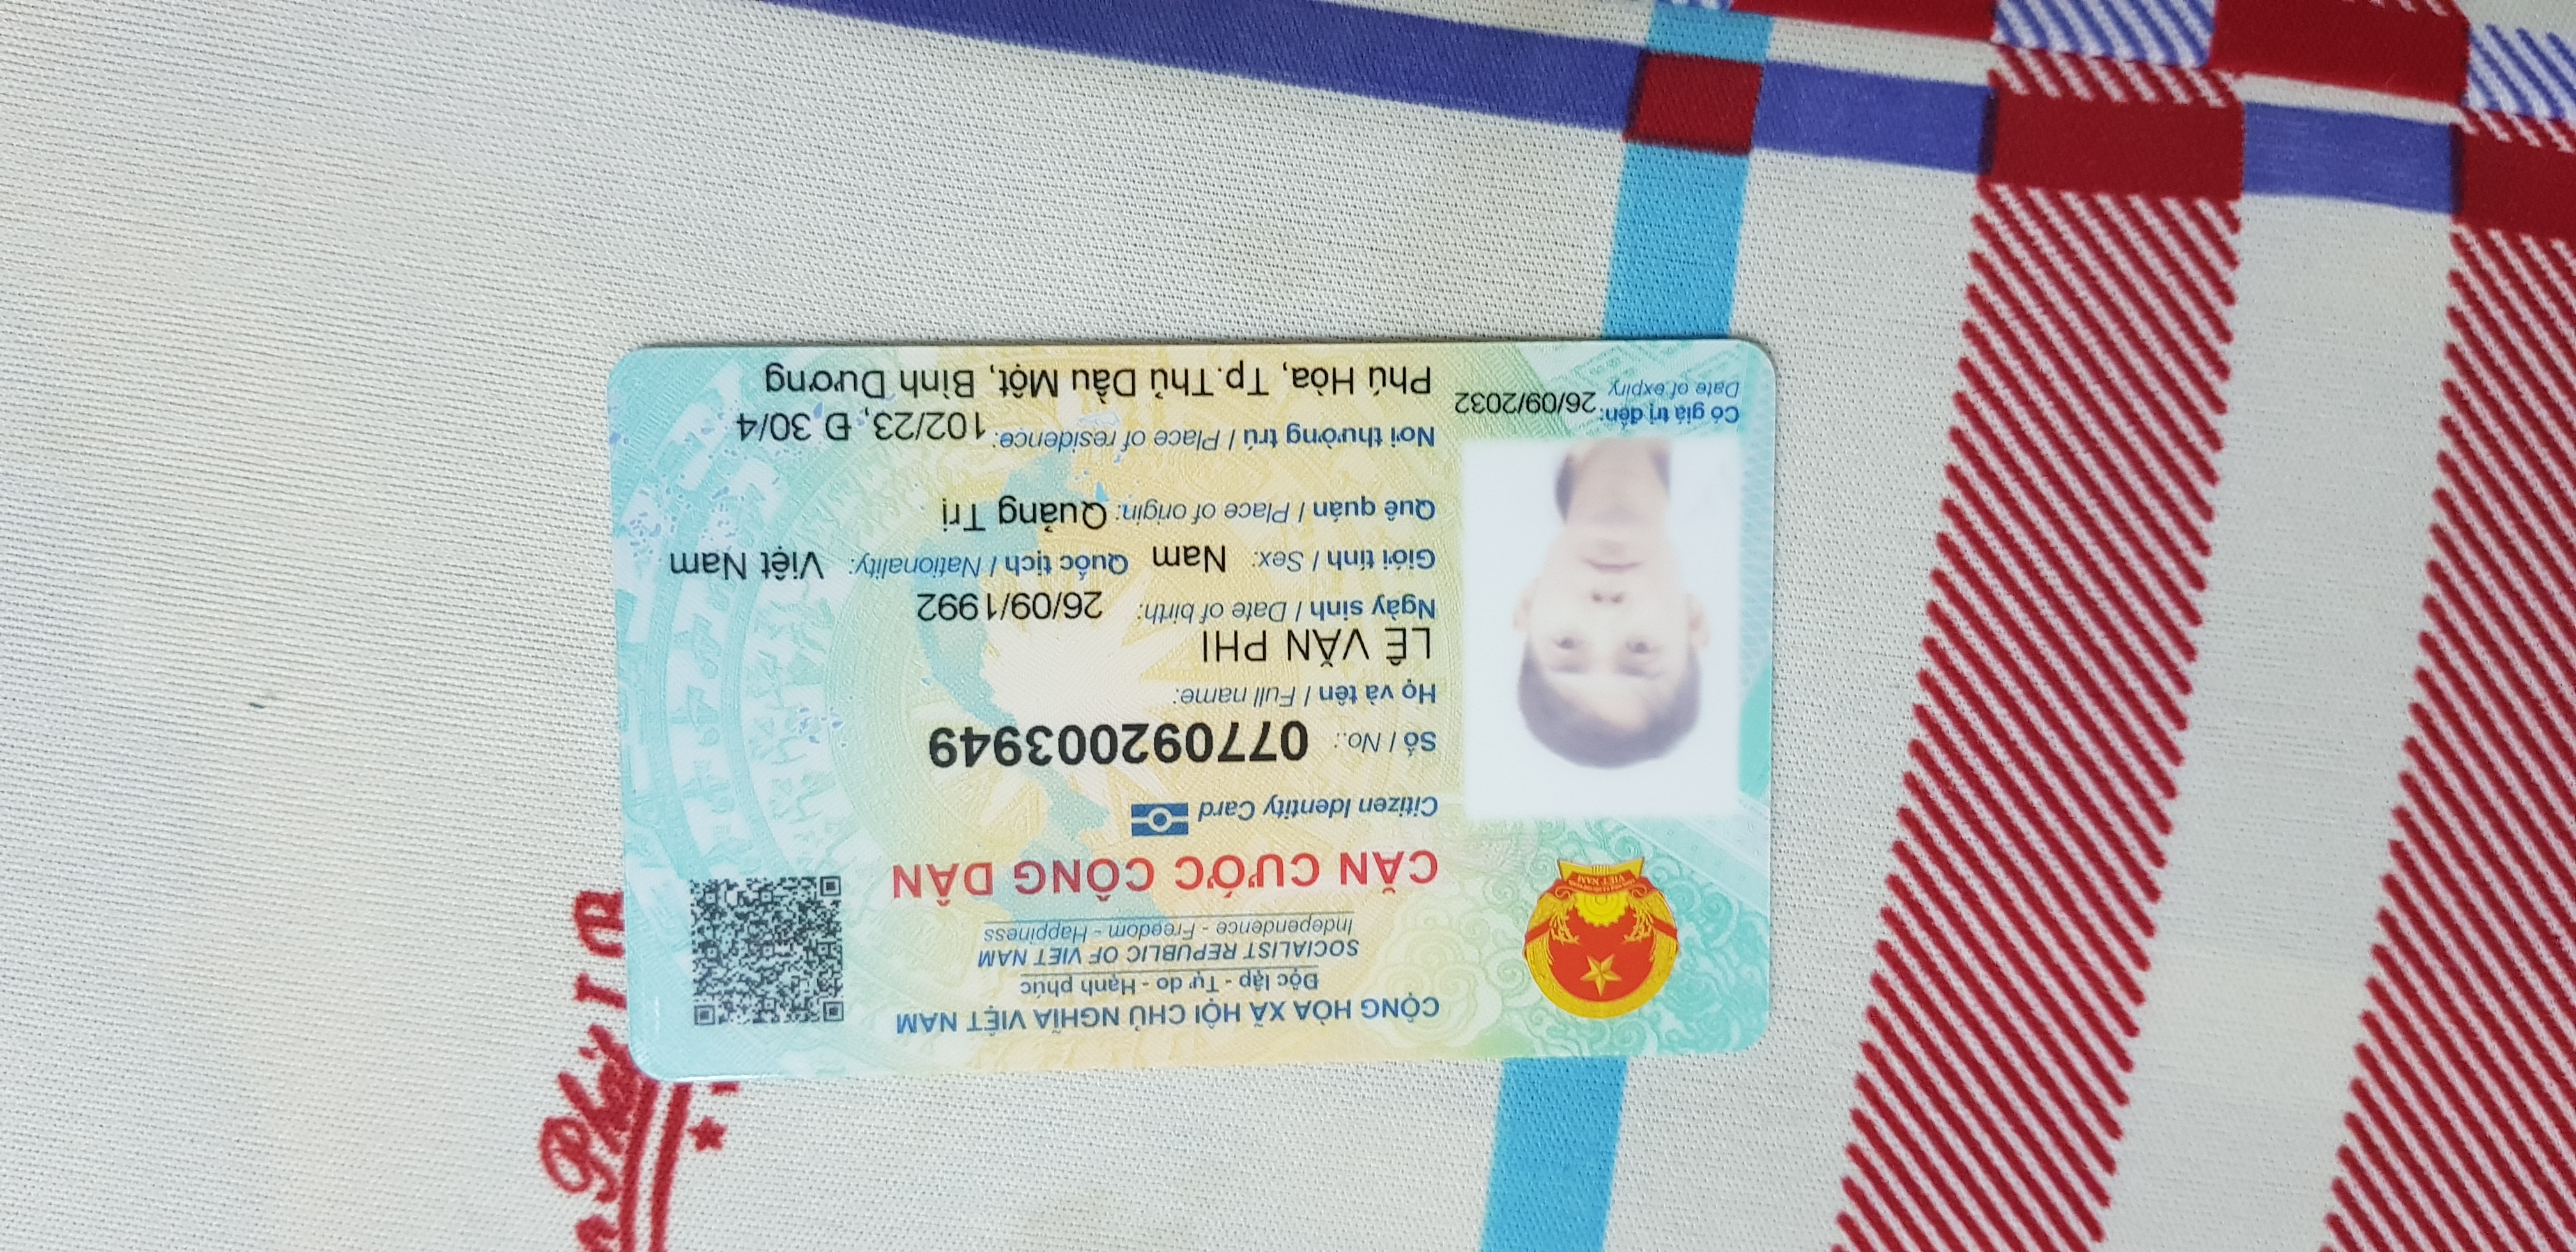 CỘNG HÒA XÃ HỘI CHỦ NGHĨA VIỆT NAM
Độc lập - Tự do - Hạnh phúc
SOCIALIST REPUBLIC OF VIET NAM
Independence - Freedom - Happiness
CĂN CƯỚC CÔNG DÂN
Citizen Identity Card
Số / No.: 077092003949
Họ và tên / Full name:
LÊ VĂN PHI
Ngày sinh / Date of birth: 26/09/1992
Giới tính / Sex: Nam Quốc tịch / Nationality: Việt Nam
Quê quán / Place of origin: Quảng Trị
Nơi thường trú / Place of residence: 102/23, Đ 30/4
Phú Hòa, Tp.Thủ Dầu Một, Bình Dương
Có giá trị đến: 26/09/2032
Date of expiry